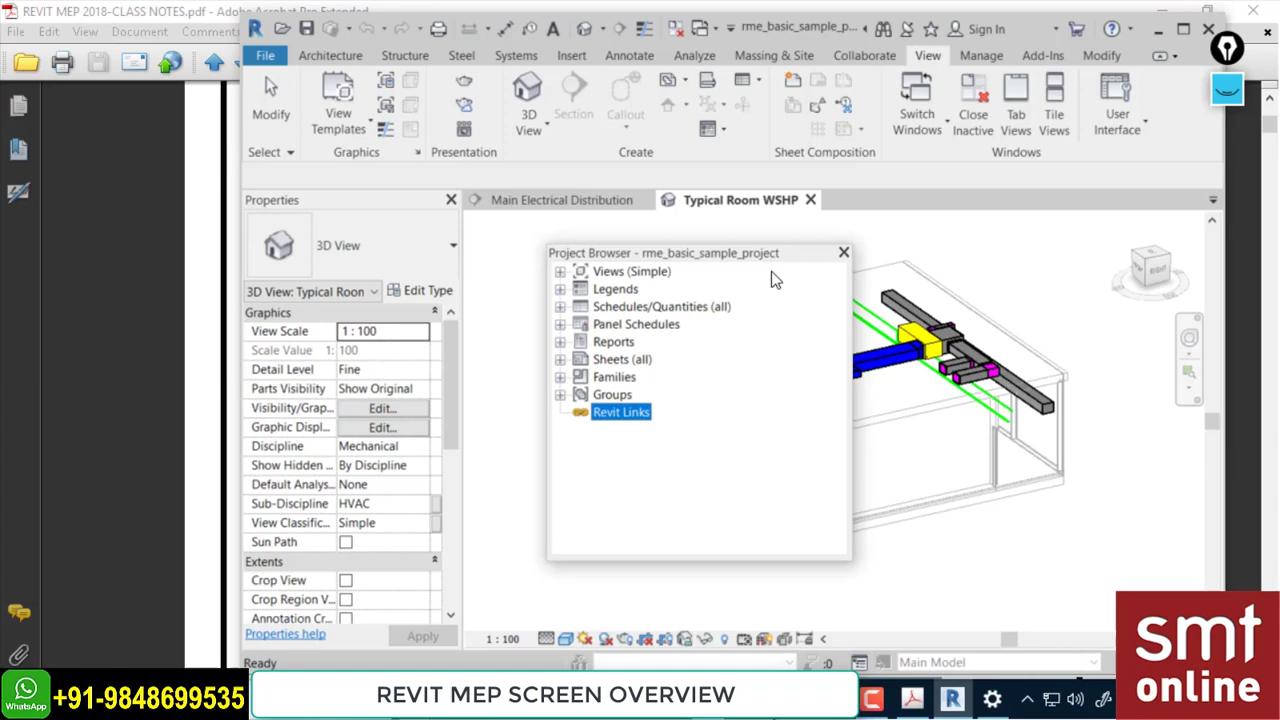 REVIT MEP 2018-CLASS NOTES.pdf - Adobe Acrobat Pro Extended
File Edit View Document Comments
rme_basic_sample_p...
Sign In
File Architecture Structure Steel Systems Insert Annotate Analyze Massing & Site Collaborate View Manage Add-Ins Modify
Modify
View
Templates
3D
View
Section
Callout
Switch
Windows
Close
Inactive
Tab
Views
Tile
Views
User
Interface
Select
Graphics
Presentation
Create
Sheet Composition
Windows
Properties
Main Electrical Distribution
Typical Room WSHP
3D View
3D View: Typical Roon
Edit Type
Graphics
View Scale 1 : 100
Scale Value 1: 100
Detail Level Fine
Parts Visibility Show Original
Visibility/Grap... Edit...
Graphic Displ... Edit...
Discipline Mechanical
Show Hidden ... By Discipline
Default Analys... None
Sub-Discipline HVAC
View Classific... Simple
Sun Path
Extents
Crop View
Crop Region V...
Annotation Cr...
Properties help
Apply
Project Browser - rme_basic_sample_project
Views (Simple)
Legends
Schedules/Quantities (all)
Panel Schedules
Reports
Sheets (all)
Families
Groups
Revit Links
RIGHT
1 : 100
Ready
:0
Main Model
WhatsApp
+91-9848699535
REVIT MEP SCREEN OVERVIEW
smt
online